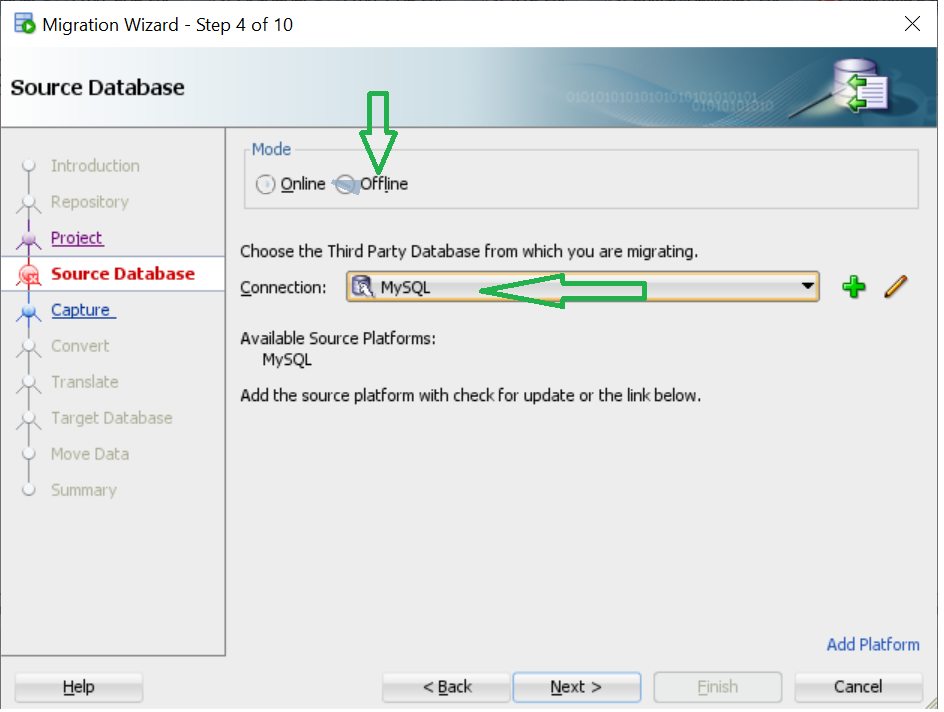 Migration Wizard - Step 4 of 10
Source Database
0101010101010101010101010101
01010101010
Introduction
Repository
Project
Source Database
Capture
Convert
Translate
Target Database
Move Data
Summary
Mode
Online Offline
Choose the Third Party Database from which you are migrating.
Connection: MySQL
Available Source Platforms:
MySQL
Add the source platform with check for update or the link below.
Add Platform
Help < Back Next > Finish Cancel